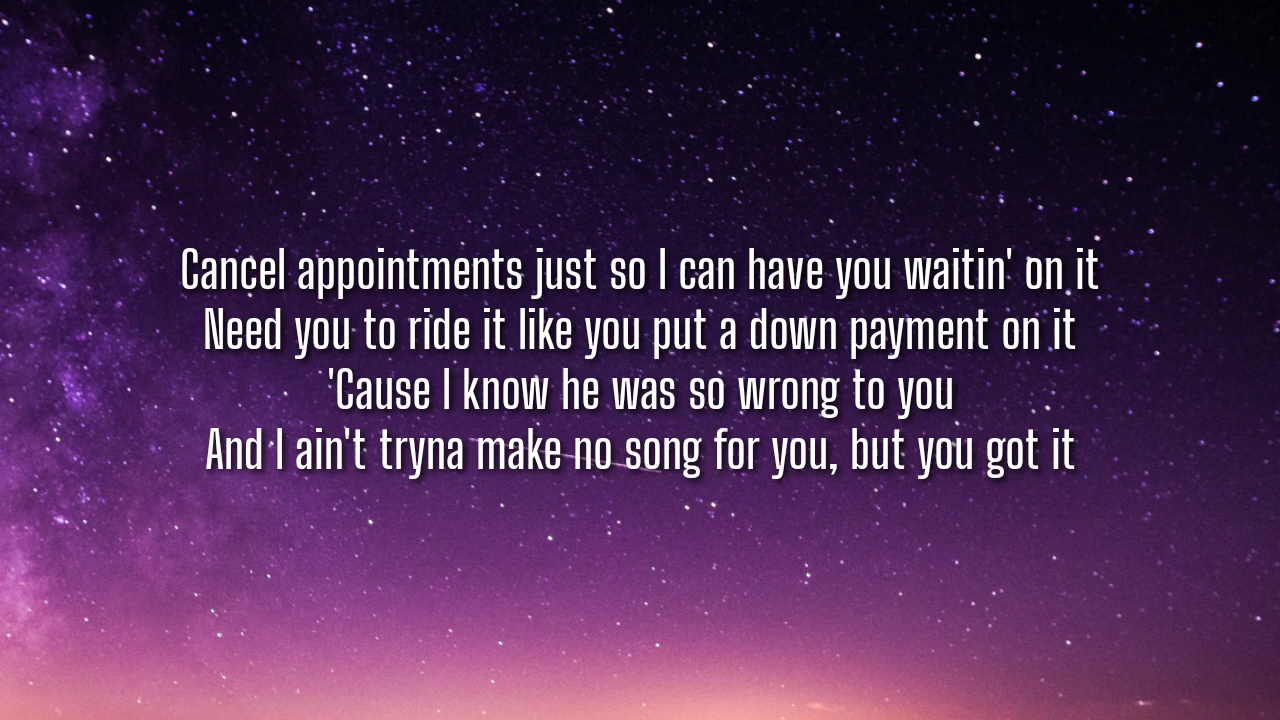 Cancel appointments just so I can have you waitin' on it
Need you to ride it like you put a down payment on it
'Cause I know he was so wrong to you
And I ain't tryna make no song for you, but you got it